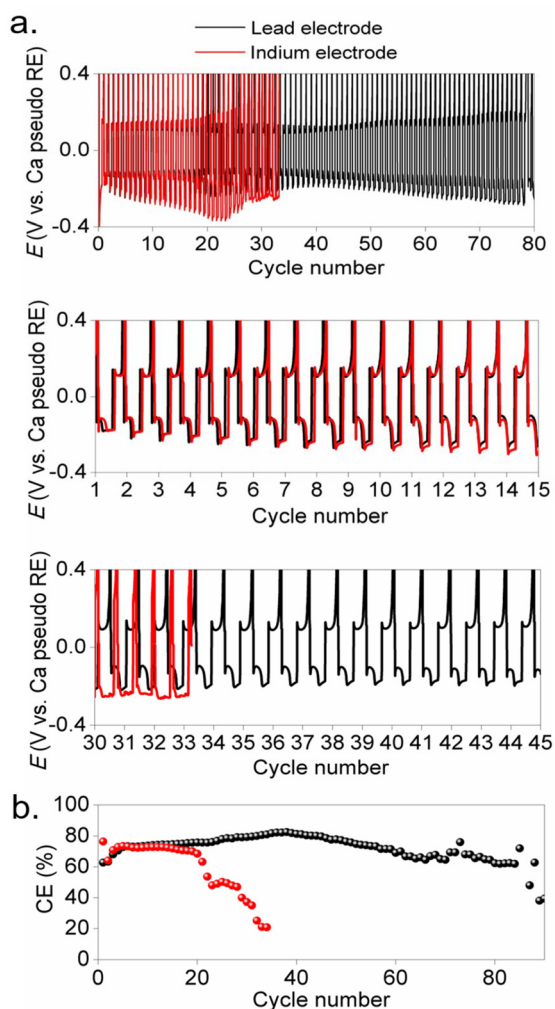 a.
Lead electrode
Indium electrode
E (V vs. Ca pseudo RE)
0.4
0.0
-0.4
0 10 20 30 40 50 60 70 80
Cycle number
E (V vs. Ca pseudo RE)
0.4
0.0
-0.4
1 2 3 4 5 6 7 8 9 10 11 12 13 14 15
Cycle number
E (V vs. Ca pseudo RE)
0.4
0.0
-0.4
30 31 32 33 34 35 36 37 38 39 40 41 42 43 44 45
Cycle number
b.
CE (%)
100
80
60
40
20
0
0 20 40 60 80
Cycle number